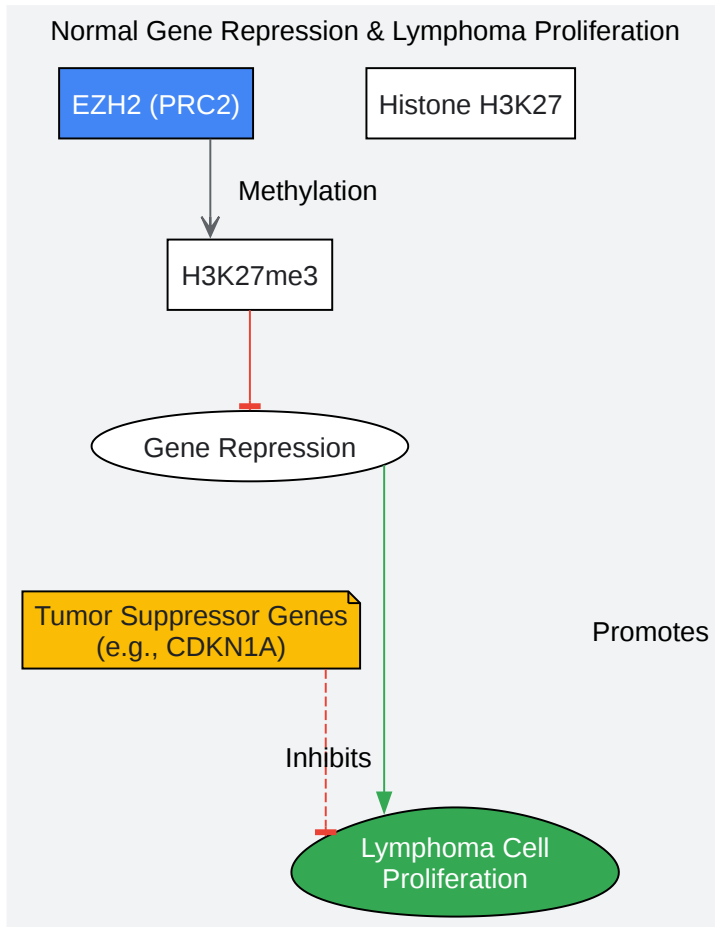 Normal Gene Repression & Lymphoma Proliferation
EZH2 (PRC2)
Histone H3K27
Methylation
H3K27me3
Gene Repression
Tumor Suppressor Genes
(e.g., CDKN1A)
Promotes
Inhibits
Lymphoma Cell
Proliferation